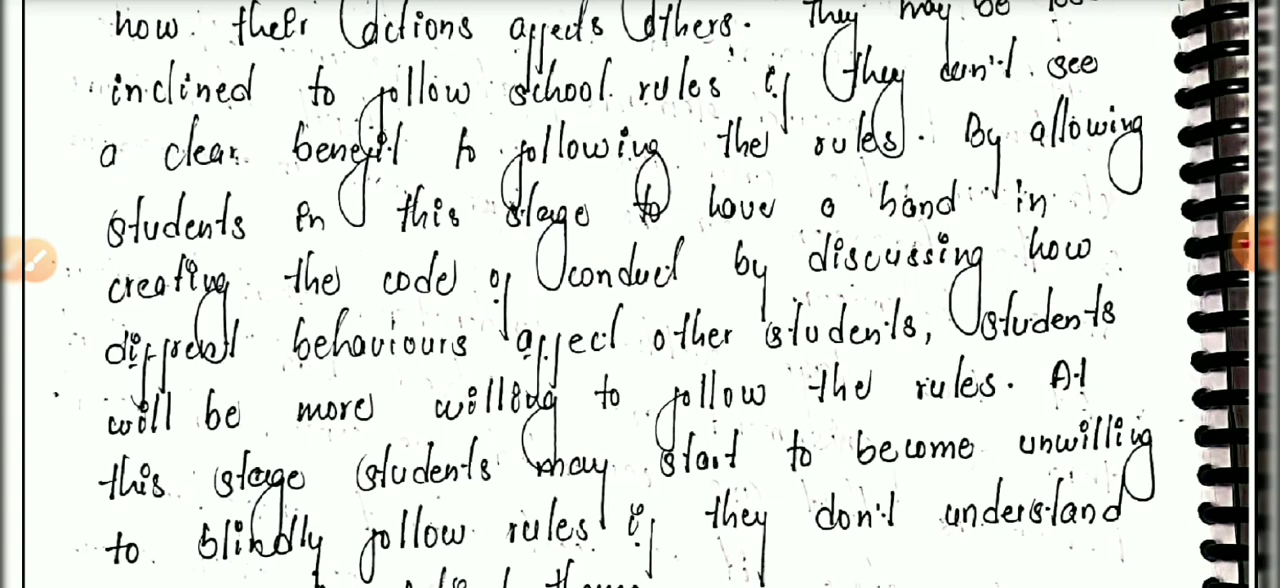 how their actions affects others. They may be
inclined to follow school rules if they don't see
a clear benefit to following the rules. By allowing
students in this stage to have a hand in
creating the code of conduct by discussing how
different behaviours affect other students, students
will be more willing to follow the rules. At
this stage students may start to become unwilling
to blindly follow rules if they don't understand